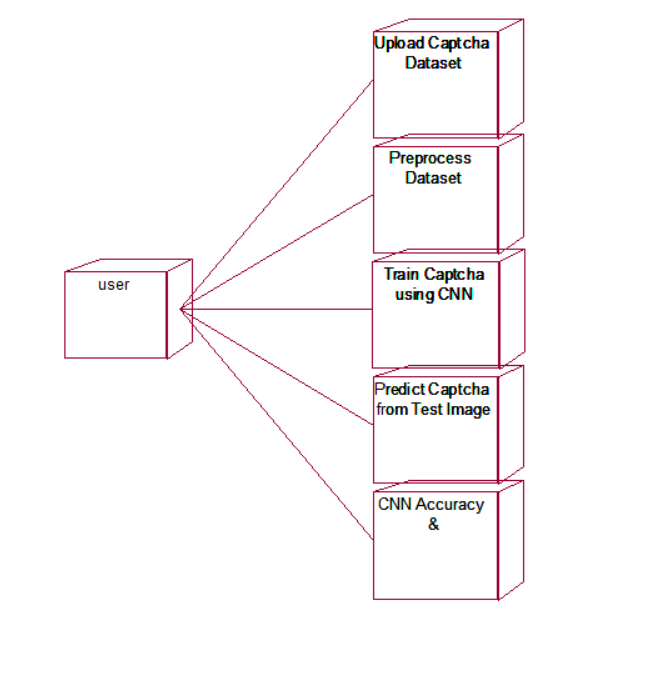 Upload Captcha
Dataset
Preprocess
Dataset
user
Train Captcha
using CNN
Predict Captcha
from Test Image
CNN Accuracy
&